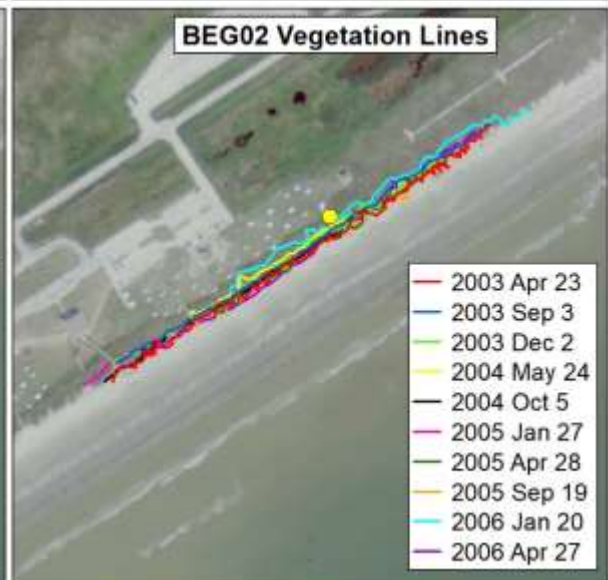 BEG02 Vegetation Lines
2003 Apr 23
2003 Sep 3
2003 Dec 2
2004 May 24
2004 Oct 5
2005 Jan 27
2005 Apr 28
2005 Sep 19
2006 Jan 20
2006 Apr 27